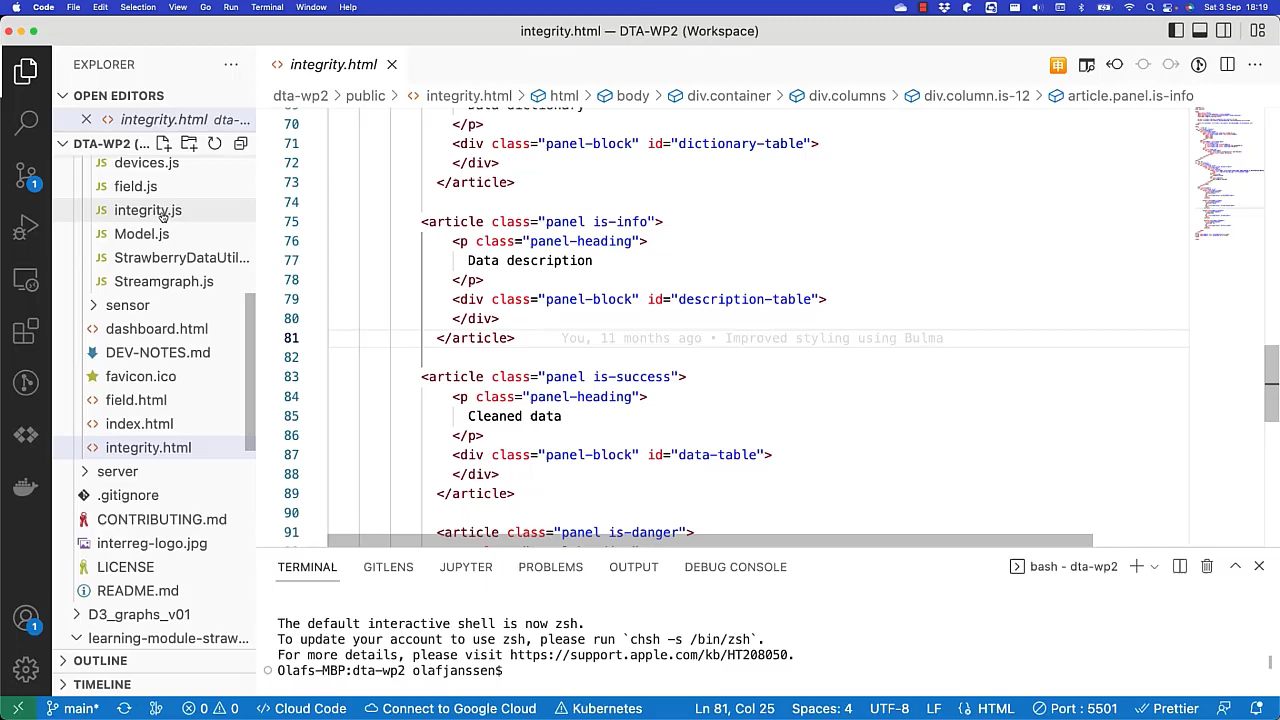 Code File Edit Selection View Go Run Terminal Window Help Sat 3 Sep 18:19
integrity.html — DTA-WP2 (Workspace)
EXPLORER
OPEN EDITORS
integrity.html dta-...
DTA-WP2 (...
devices.js
JS field.js
JS integrity.js
JS Model.js
JS StrawberryDataUtil...
JS Streamgraph.js
sensor
dashboard.html
DEV-NOTES.md
favicon.ico
field.html
index.html
integrity.html
server
.gitignore
CONTRIBUTING.md
interreg-logo.jpg
LICENSE
README.md
D3_graphs_v01
learning-module-straw...
OUTLINE
TIMELINE
1
1
integrity.html
dta-wp2 > public > integrity.html > html > body > div.container > div.columns > div.column.is-12 > article.panel.is-info
70 </p>
71 <div class="panel-block" id="dictionary-table">
72 </div>
73 </article>
74
75 <article class="panel is-info">
76 <p class="panel-heading">
77 Data description
78 </p>
79 <div class="panel-block" id="description-table">
80 </div>
81 </article> You, 11 months ago • Improved styling using Bulma
82
83 <article class="panel is-success">
84 <p class="panel-heading">
85 Cleaned data
86 </p>
87 <div class="panel-block" id="data-table">
88 </div>
89 </article>
90
91 <article class="panel is-danger">
TERMINAL GITLENS JUPYTER PROBLEMS OUTPUT DEBUG CONSOLE bash - dta-wp2
The default interactive shell is now zsh.
To update your account to use zsh, please run `chsh -s /bin/zsh`.
For more details, please visit https://support.apple.com/kb/HT208050.
Olafs-MBP:dta-wp2 olafjanssen$
main* 0 0 Cloud Code Connect to Google Cloud Kubernetes Ln 81, Col 25 Spaces: 4 UTF-8 LF HTML Port : 5501 Prettier